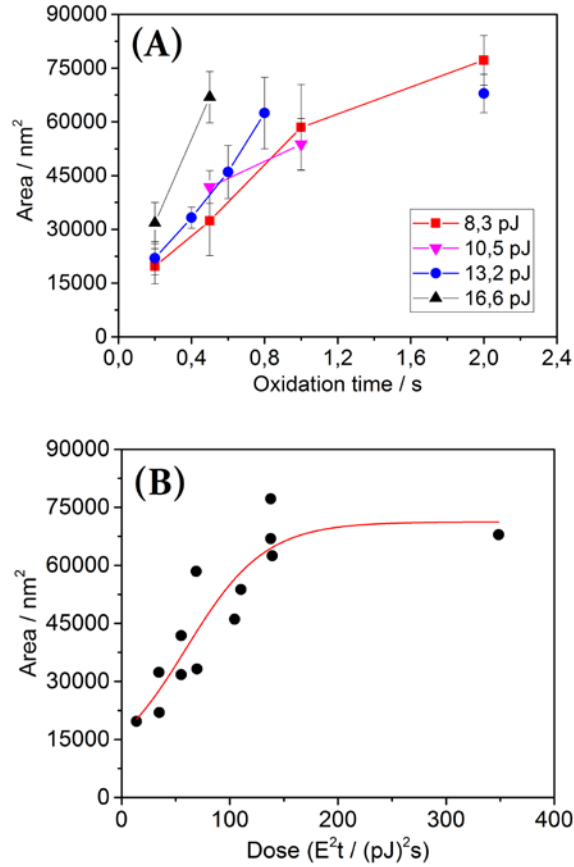 (A)
90000
75000
60000
45000
30000
15000
0
Area / nm²
8,3 pJ
10,5 pJ
13,2 pJ
16,6 pJ
0,0 0,4 0,8 1,2 1,6 2,0 2,4
Oxidation time / s
(B)
90000
75000
60000
45000
30000
15000
0
Area / nm²
0 100 200 300 400
Dose (E²t / (pJ)²s)